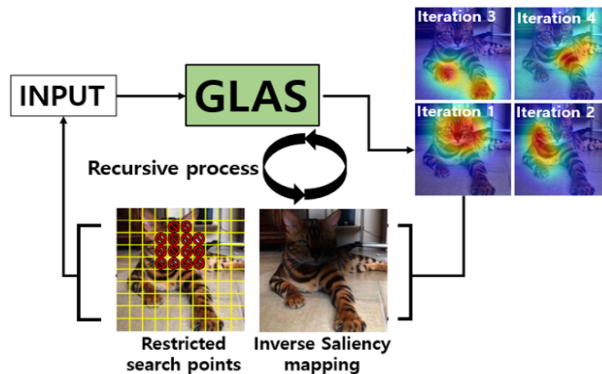 Iteration 3
Iteration 4
INPUT
GLAS
Iteration 1
Iteration 2
Recursive process
Restricted
search points
Inverse Saliency
mapping